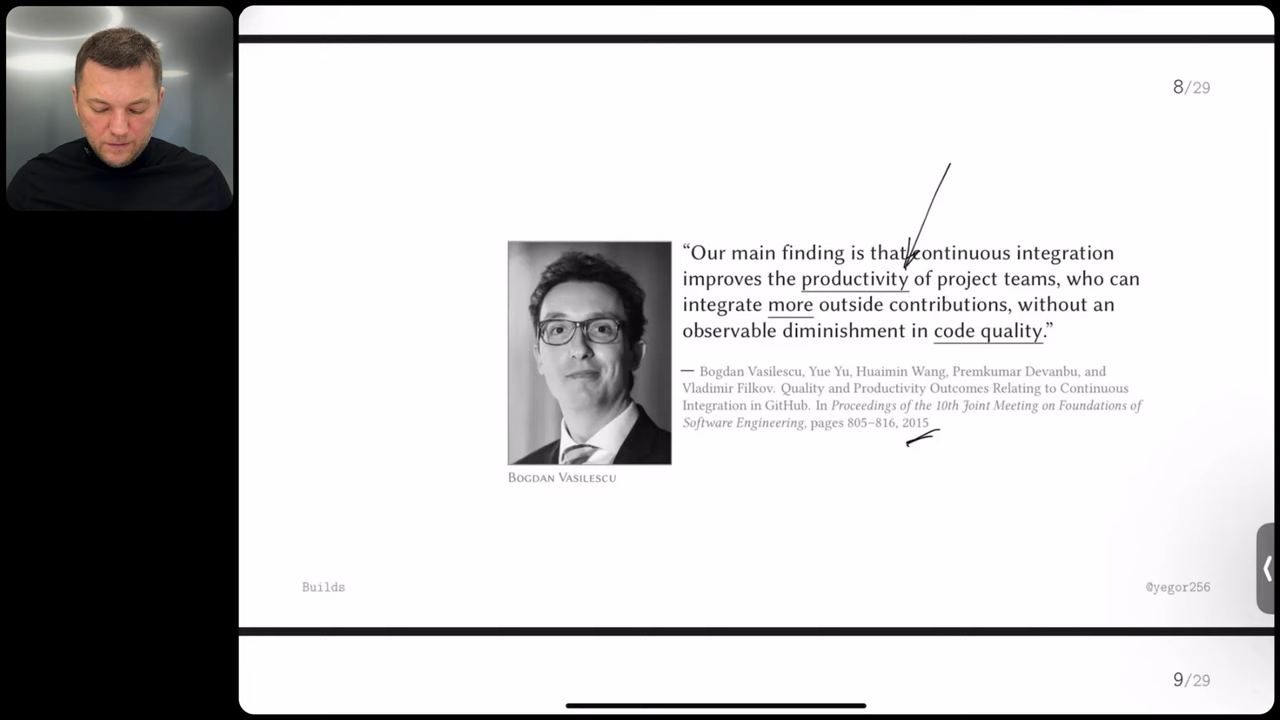 8/29
“Our main finding is that continuous integration
improves the productivity of project teams, who can
integrate more outside contributions, without an
observable diminishment in code quality.”
— Bogdan Vasilescu, Yue Yu, Huaimin Wang, Premkumar Devanbu, and
Vladimir Filkov. Quality and Productivity Outcomes Relating to Continuous
Integration in GitHub. In Proceedings of the 10th Joint Meeting on Foundations of
Software Engineering, pages 805–816, 2015
Bogdan Vasilescu
Builds
@yegor256
9/29